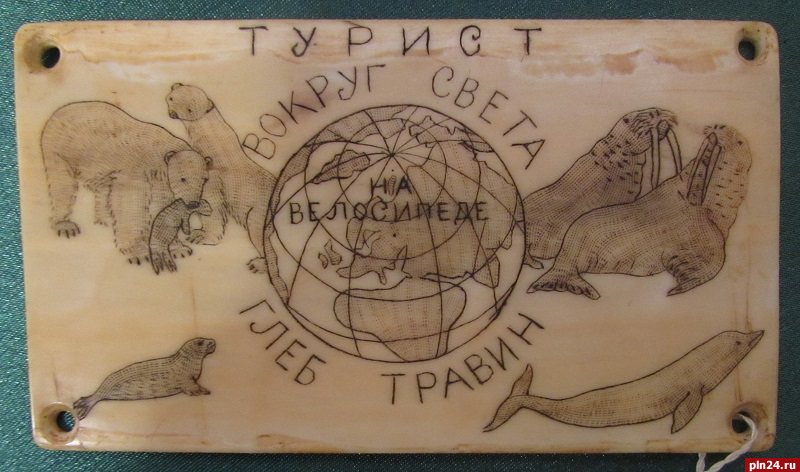 ТУРИСТ
ВОКРУГ СВЕТА
НА
ВЕЛОСИПЕДЕ
ГЛЕБ ТРАВИН
pln24.ru